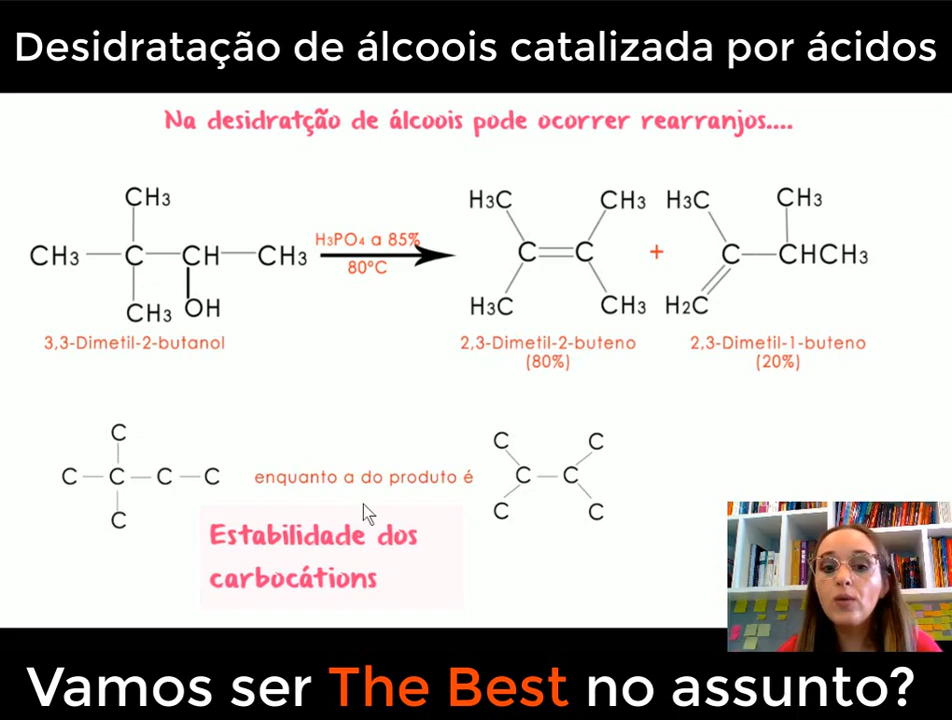 Desidratação de álcoois catalizada por ácidos
Na desidratção de álcoois pode ocorrer rearranjos....
CH3
H3C
CH3
H3C
CH3
CH3
C
CH
CH3
H3PO4 a 85%
80ºC
C
C
+
C
CHCH3
CH3
OH
H3C
CH3
H2C
3,3-Dimetil-2-butanol
2,3-Dimetil-2-buteno
(80%)
2,3-Dimetil-1-buteno
(20%)
C
C
C
C
C
C
C
enquanto a do produto é
C
C
C
C
C
Estabilidade dos
carbocátions
Vamos ser The Best no assunto?